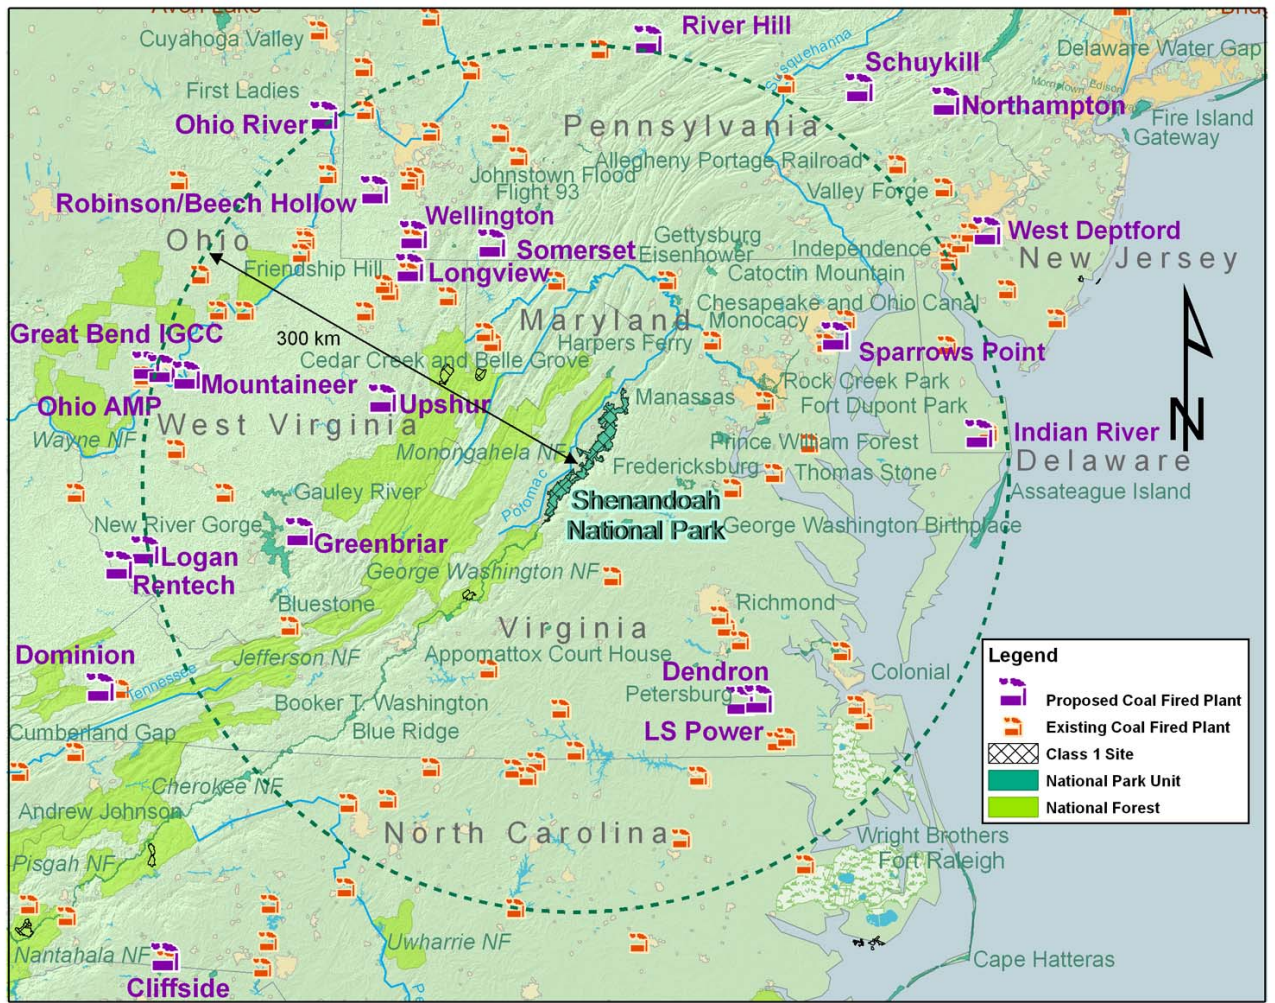 Avon Lake
River Hill
Cuyahoga Valley
Susquehanna
Delaware Water Gap
Schuykill
First Ladies
Morristown
Edison
Northampton
Ohio River
Pennsylvania
Fire Island
Gateway
Allegheny Portage Railroad
Johnstown Flood
Flight 93
Valley Forge
Robinson/Beech Hollow
Wellington
Ohio
Gettysburg
Somerset
Eisenhower
Independence
West Deptford
New Jersey
Friendship Hill
Longview
Catoctin Mountain
Chesapeake and Ohio Canal
Great Bend IGCC
300 km
Maryland
Monocacy
Harpers Ferry
Cedar Creek and Belle Grove
Sparrows Point
Mountaineer
Rock Creek Park
Manassas
Ohio AMP
Upshur
Fort Dupont Park
West Virginia
Wayne NF
Monongahela NF
Prince William Forest
Indian River
N
Delaware
Fredericksburg
Thomas Stone
Gauley River
Potomac
Shenandoah
National Park
Assateague Island
New River Gorge
George Washington Birthplace
Greenbriar
Logan
Rentech
George Washington NF
Bluestone
Richmond
Virginia
Dominion
Jefferson NF
Appomattox Court House
Dendron
Colonial
Tennessee
Petersburg
Booker T. Washington
LS Power
Cumberland Gap
Blue Ridge
Legend
Proposed Coal Fired Plant
Existing Coal Fired Plant
Class 1 Site
National Park Unit
National Forest
Cherokee NF
Andrew Johnson
North Carolina
Wright Brothers
Fort Raleigh
Pisgah NF
Uwharrie NF
Nantahala NF
Cape Hatteras
Cliffside